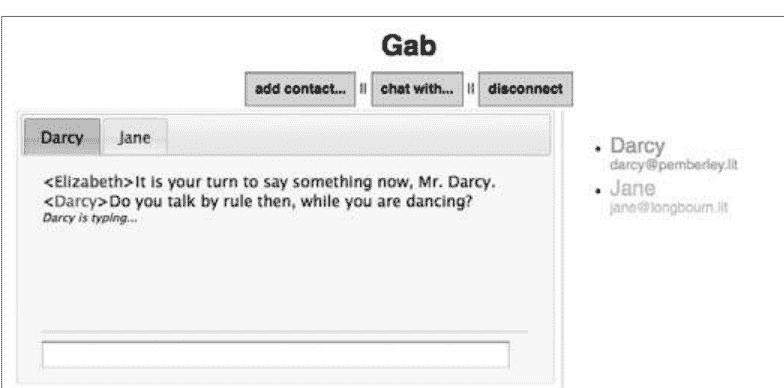 Gab
add contact... || chat with... || disconnect
Darcy Jane
<Elizabeth>It is your turn to say something now, Mr. Darcy.
<Darcy>Do you talk by rule then, while you are dancing?
Darcy is typing...
• Darcy
darcy@pemberley.lit
• Jane
jane@longbourn.lit